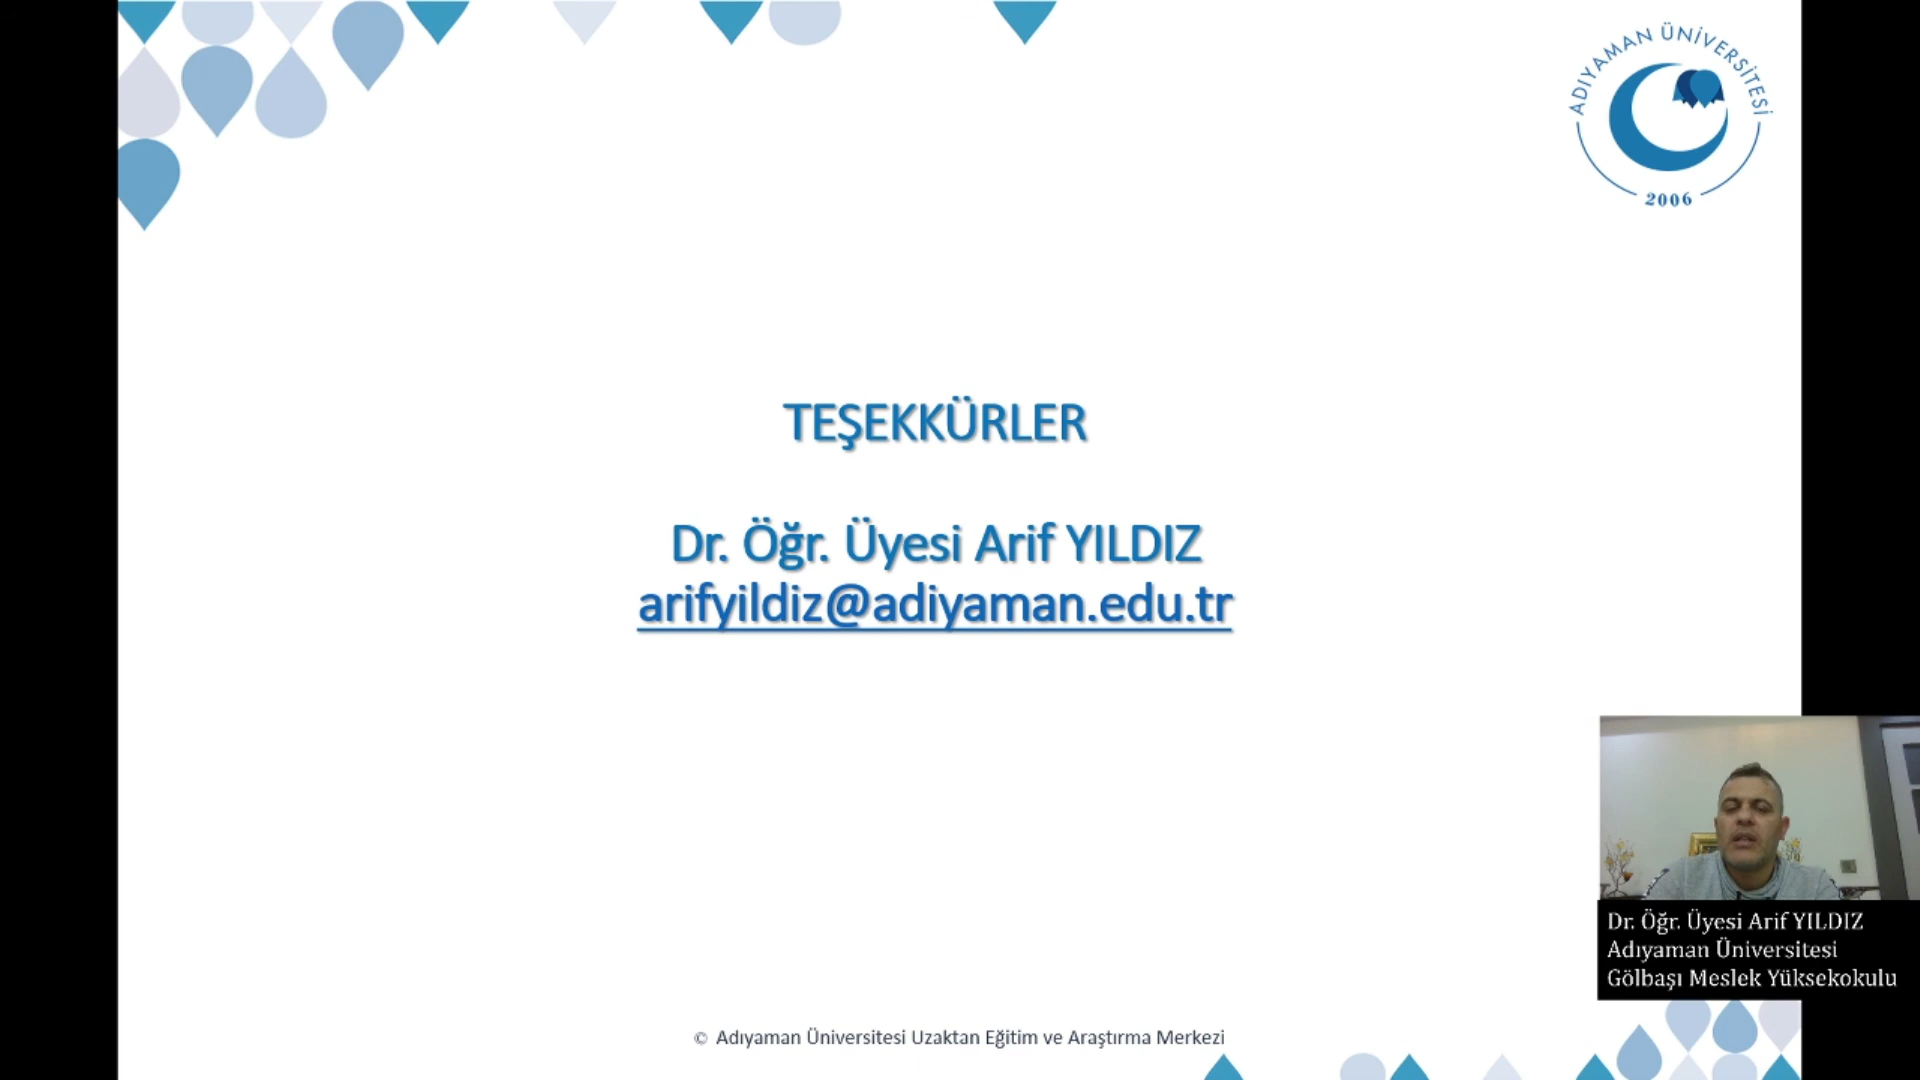 ADIYAMAN ÜNİVERSİTESİ
2006
TEŞEKKÜRLER
Dr. Öğr. Üyesi Arif YILDIZ
arifyildiz@adiyaman.edu.tr
Dr. Öğr. Üyesi Arif YILDIZ
Adıyaman Üniversitesi
Gölbaşı Meslek Yüksekokulu
© Adıyaman Üniversitesi Uzaktan Eğitim ve Araştırma Merkezi